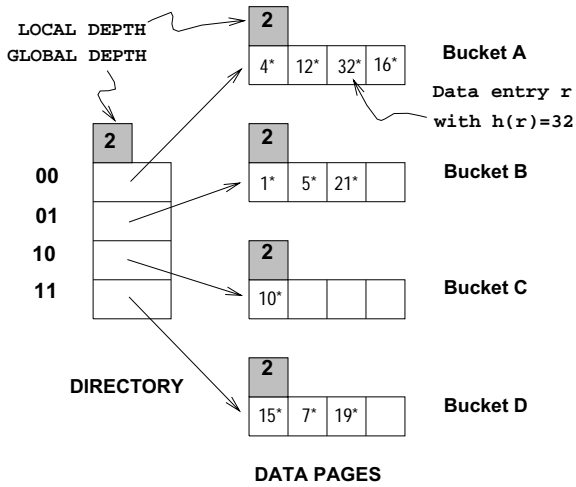 LOCAL DEPTH
GLOBAL DEPTH
2
00
01
10
11
DIRECTORY
2
4* 12* 32* 16*
Bucket A
Data entry r
with h(r)=32
2
1* 5* 21*
Bucket B
2
10*
Bucket C
2
15* 7* 19*
Bucket D
DATA PAGES